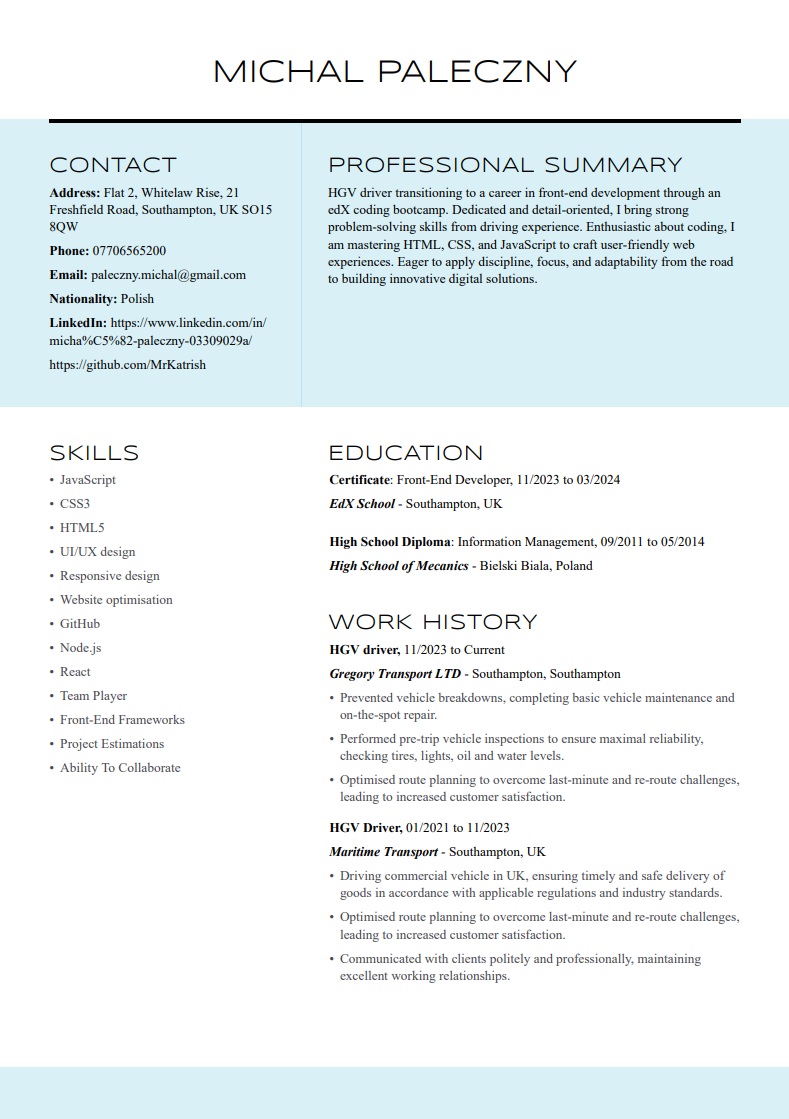 MICHAL PALECZNY
CONTACT
Address: Flat 2, Whitelaw Rise, 21
Freshfield Road, Southampton, UK SO15
8QW
Phone: 07706565200
Email: paleczny.michal@gmail.com
Nationality: Polish
LinkedIn: https://www.linkedin.com/in/
micha%C5%82-paleczny-03309029a/
https://github.com/MrKatrish
PROFESSIONAL SUMMARY
HGV driver transitioning to a career in front-end development through an
edX coding bootcamp. Dedicated and detail-oriented, I bring strong
problem-solving skills from driving experience. Enthusiastic about coding, I
am mastering HTML, CSS, and JavaScript to craft user-friendly web
experiences. Eager to apply discipline, focus, and adaptability from the road
to building innovative digital solutions.
SKILLS
• JavaScript
• CSS3
• HTML5
• UI/UX design
• Responsive design
• Website optimisation
• GitHub
• Node.js
• React
• Team Player
• Front-End Frameworks
• Project Estimations
• Ability To Collaborate
EDUCATION
Certificate: Front-End Developer, 11/2023 to 03/2024
EdX School - Southampton, UK
High School Diploma: Information Management, 09/2011 to 05/2014
High School of Mecanics - Bielski Biala, Poland
WORK HISTORY
HGV driver, 11/2023 to Current
Gregory Transport LTD - Southampton, Southampton
• Prevented vehicle breakdowns, completing basic vehicle maintenance and
on-the-spot repair.
• Performed pre-trip vehicle inspections to ensure maximal reliability,
checking tires, lights, oil and water levels.
• Optimised route planning to overcome last-minute and re-route challenges,
leading to increased customer satisfaction.
HGV Driver, 01/2021 to 11/2023
Maritime Transport - Southampton, UK
• Driving commercial vehicle in UK, ensuring timely and safe delivery of
goods in accordance with applicable regulations and industry standards.
• Optimised route planning to overcome last-minute and re-route challenges,
leading to increased customer satisfaction.
• Communicated with clients politely and professionally, maintaining
excellent working relationships.